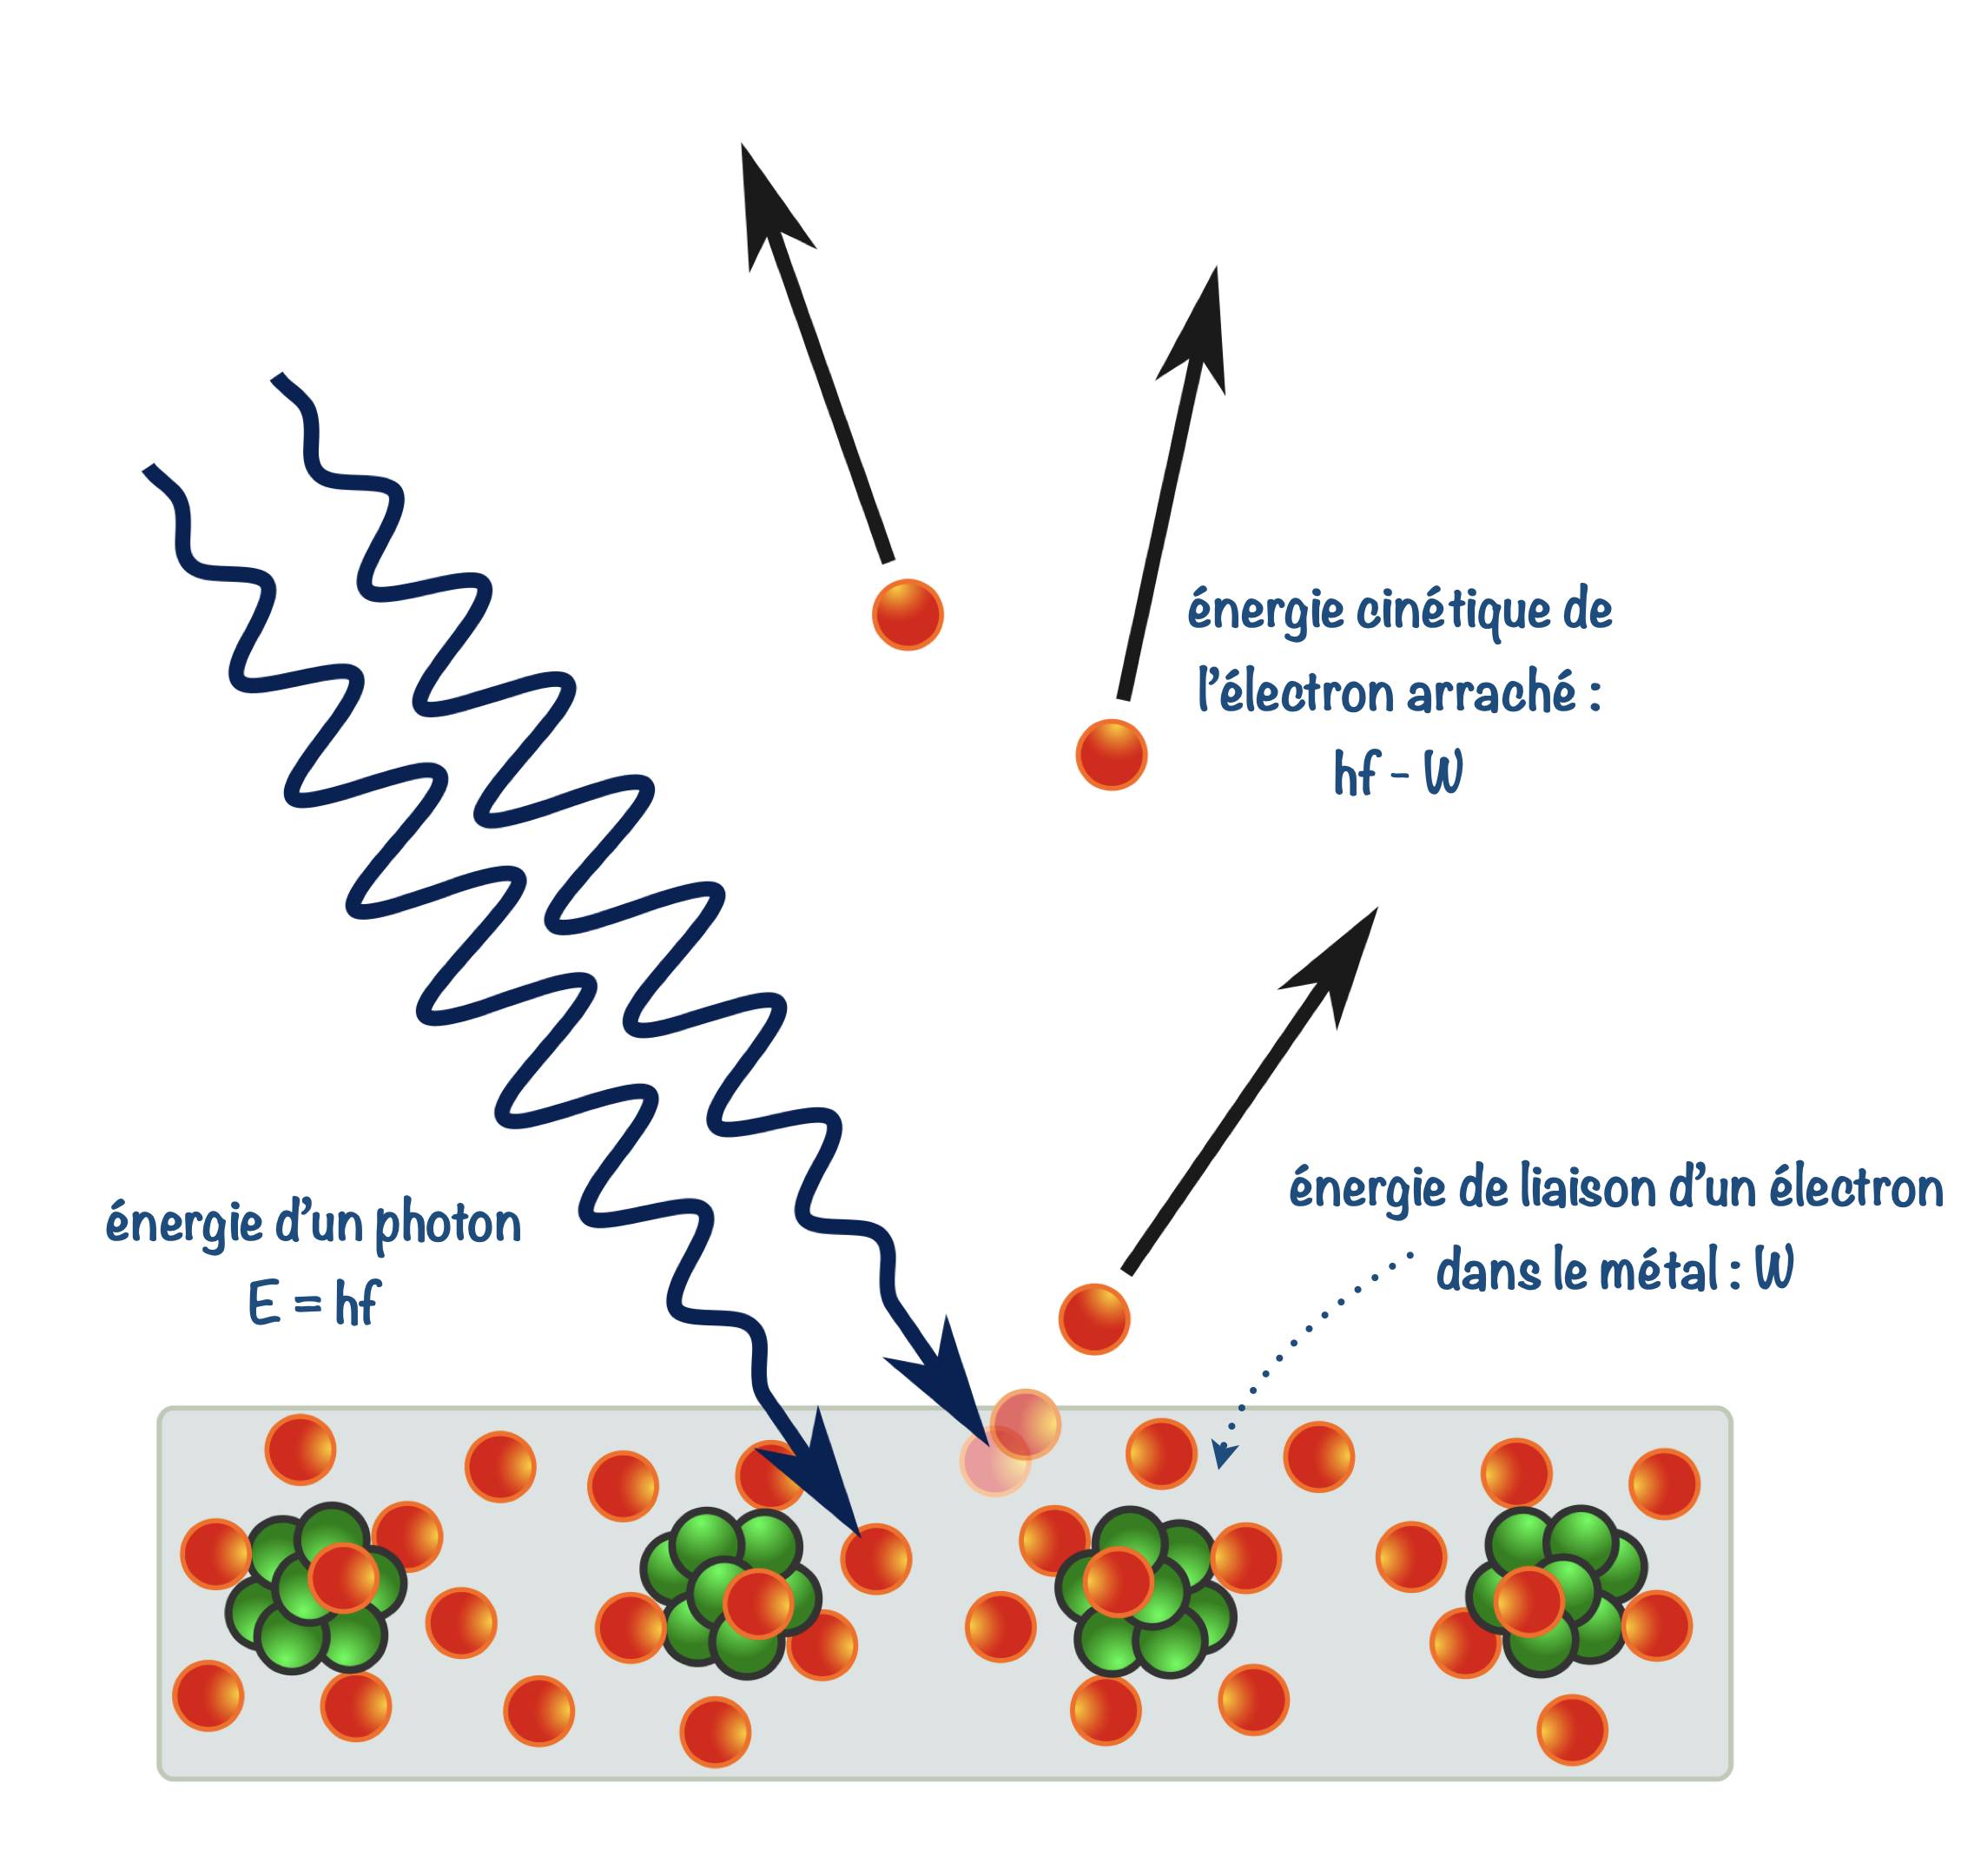 énergie cinétique de
l'électron arraché :
hf - W
énergie de liaison d'un électron
dans le métal : W
énergie d'un photon
E = hf